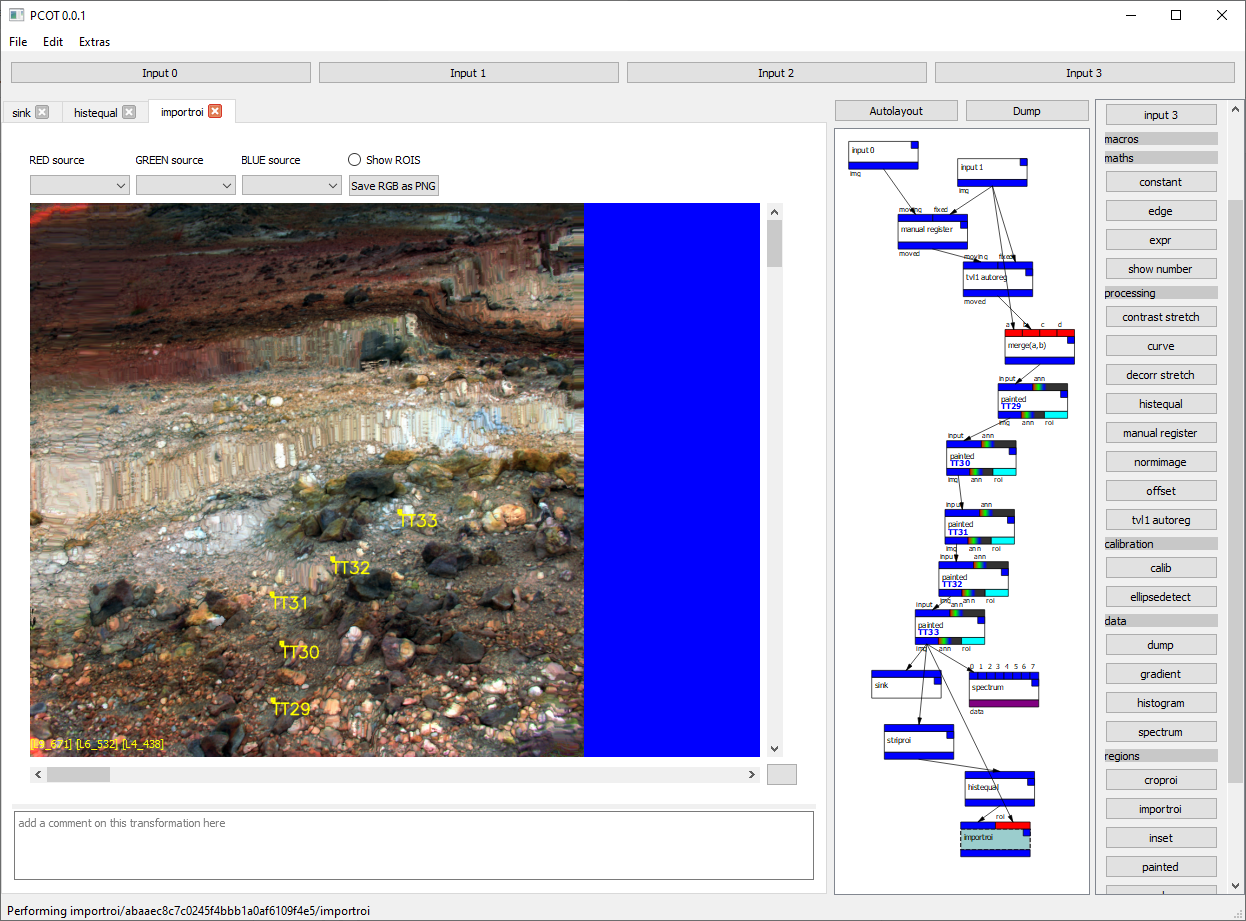 PCOT 0.0.1
File Edit Extras
Input 0 Input 1 Input 2 Input 3
sink histequal importroi
RED source GREEN source BLUE source Show ROIS
Save RGB as PNG
TT33
TT32
TT31
TT30
TT29
[L6_532] [L4_438]
add a comment on this transformation here
Autolayout Dump
input 0
img
input 1
img
moving fixed
manual register
moved
moving fixed
tvl1 autoreg
moved
a b c d
merge(a,b)
input ann
painted
TT29
img ann roi
input ann
painted
TT30
img ann roi
input ann
painted
TT31
img ann roi
input ann
painted
TT32
img ann roi
input ann
painted
TT33
img ann roi
sink
0 1 2 3 4 5 6 7
spectrum
data
striproi
histequal
roi
importroi
input 3
macros
maths
constant
edge
expr
show number
processing
contrast stretch
curve
decorr stretch
histequal
manual register
normimage
offset
tvl1 autoreg
calibration
calib
ellipsedetect
data
dump
gradient
histogram
spectrum
regions
croproi
importroi
inset
painted
Performing importroi/abaaec8c7c0245f4bbb1a0af6109f4e5/importroi